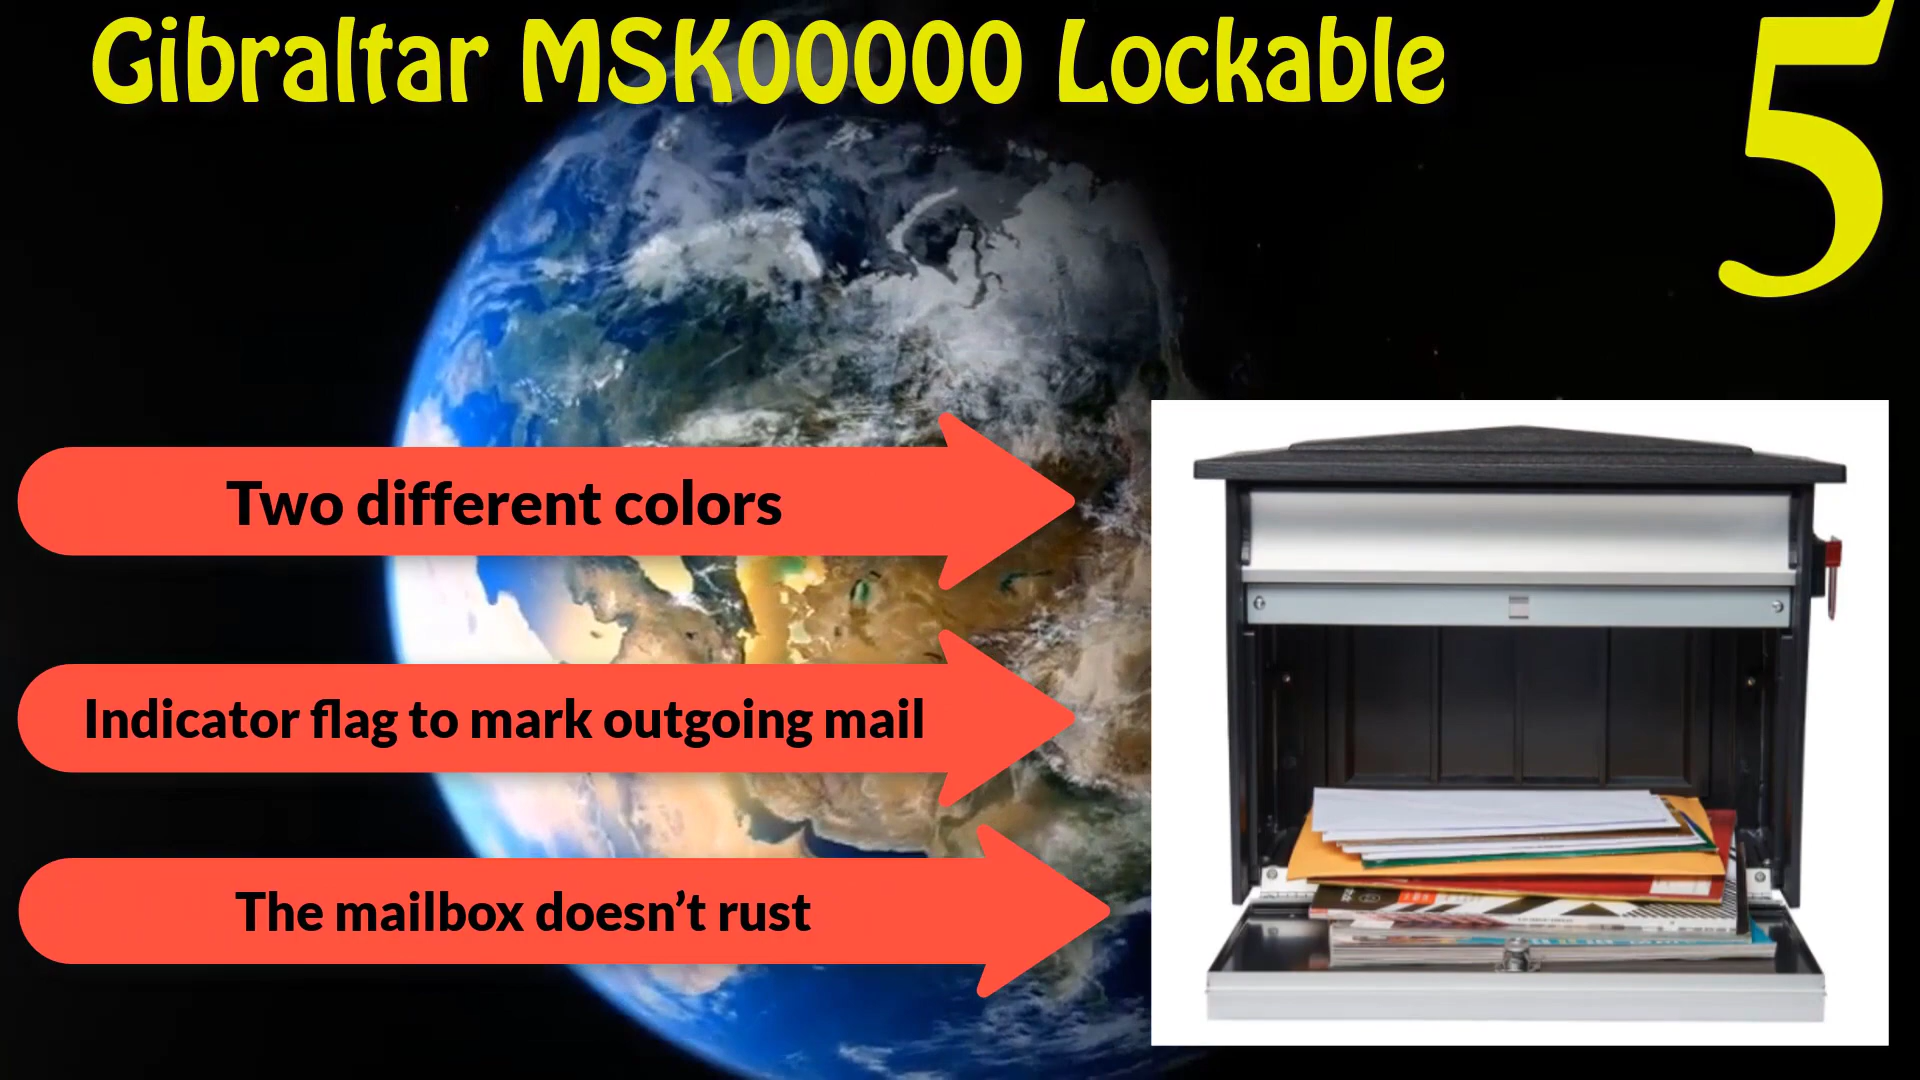 Gibraltar MSK00000 Lockable
5
Two different colors
Indicator flag to mark outgoing mail
The mailbox doesn’t rust